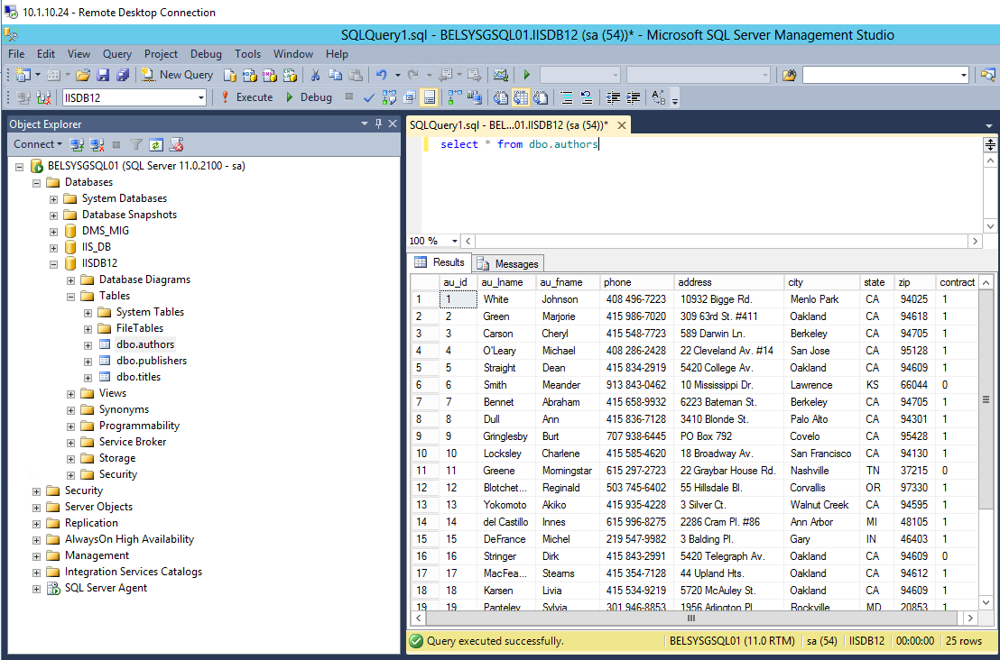 10.1.10.24 - Remote Desktop Connection
SQLQuery1.sql - BELSYSGSQL01.IISDB12 (sa (54))* - Microsoft SQL Server Management Studio
File Edit View Query Project Debug Tools Window Help
New Query
IISDB12 Execute Debug
Object Explorer
Connect
BELSYSGSQL01 (SQL Server 11.0.2100 - sa)
Databases
System Databases
Database Snapshots
DMS_MIG
IIS_DB
IISDB12
Database Diagrams
Tables
System Tables
FileTables
dbo.authors
dbo.publishers
dbo.titles
Views
Synonyms
Programmability
Service Broker
Storage
Security
Security
Server Objects
Replication
AlwaysOn High Availability
Management
Integration Services Catalogs
SQL Server Agent
SQLQuery1.sql - BEL...01.IISDB12 (sa (54))*
select * from dbo.authors
100 %
Results Messages
au_id au_lname au_fname phone address city state zip contract
1 1 White Johnson 408 496-7223 10932 Bigge Rd. Menlo Park CA 94025 1
2 2 Green Marjorie 415 986-7020 309 63rd St. #411 Oakland CA 94618 1
3 3 Carson Cheryl 415 548-7723 589 Darwin Ln. Berkeley CA 94705 1
4 4 O'Leary Michael 408 286-2428 22 Cleveland Av. #14 San Jose CA 95128 1
5 5 Straight Dean 415 834-2919 5420 College Av. Oakland CA 94609 1
6 6 Smith Meander 913 843-0462 10 Mississippi Dr. Lawrence KS 66044 0
7 7 Bennet Abraham 415 658-9932 6223 Bateman St. Berkeley CA 94705 1
8 8 Dull Ann 415 836-7128 3410 Blonde St. Palo Alto CA 94301 1
9 9 Gringlesby Burt 707 938-6445 PO Box 792 Covelo CA 95428 1
10 10 Locksley Charlene 415 585-4620 18 Broadway Av. San Francisco CA 94130 1
11 11 Greene Morningstar 615 297-2723 22 Graybar House Rd. Nashville TN 37215 0
12 12 Blotchet... Reginald 503 745-6402 55 Hillsdale Bl. Corvallis OR 97330 1
13 13 Yokomoto Akiko 415 935-4228 3 Silver Ct. Walnut Creek CA 94595 1
14 14 del Castillo Innes 615 996-8275 2286 Cram Pl. #86 Ann Arbor MI 48105 1
15 15 DeFrance Michel 219 547-9982 3 Balding Pl. Gary IN 46403 1
16 16 Stringer Dirk 415 843-2991 5420 Telegraph Av. Oakland CA 94609 0
17 17 MacFea... Stearns 415 354-7128 44 Upland Hts. Oakland CA 94612 1
18 18 Karsen Livia 415 534-9219 5720 McAuley St. Oakland CA 94609 1
19 19 Panteley Sylvia 301 946-8853 1956 Arlington Pl. Rockville MD 20853 1
Query executed successfully. BELSYSGSQL01 (11.0 RTM) sa (54) IISDB12 00:00:00 25 rows